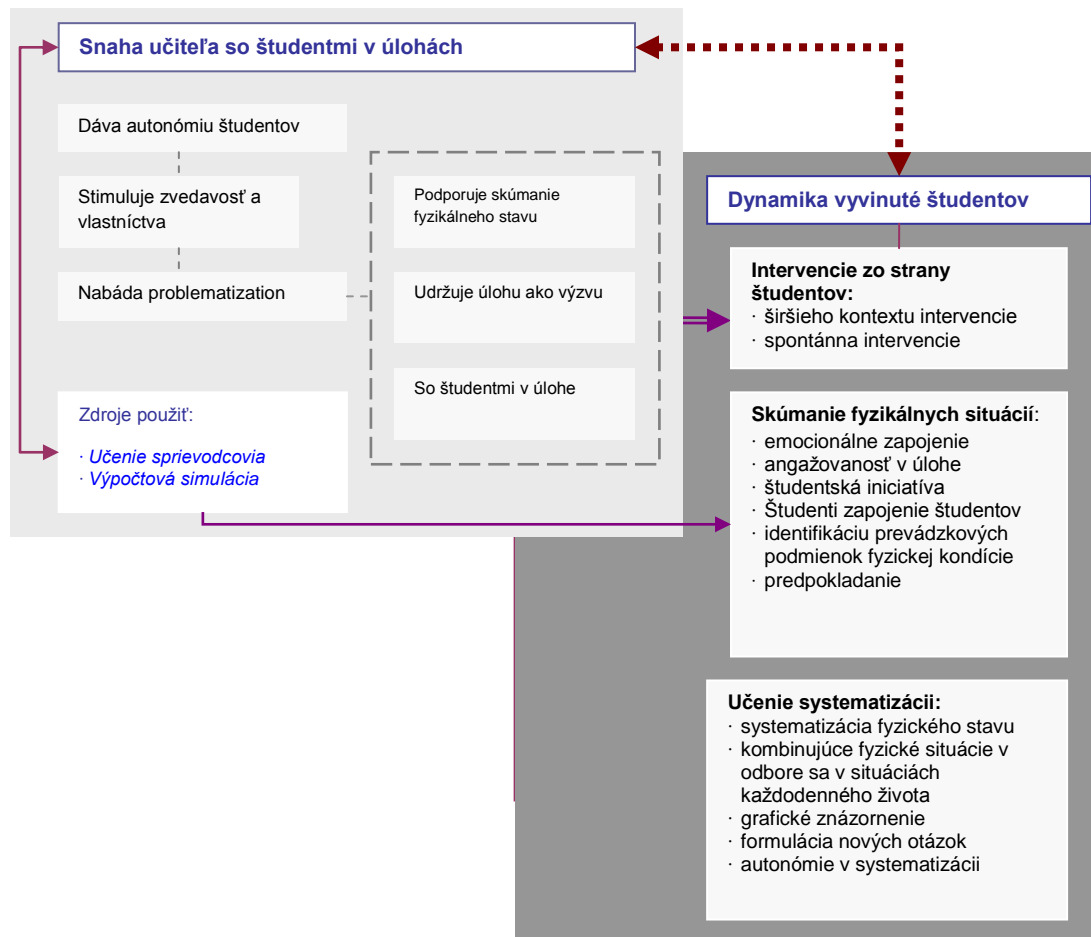 Snaha učiteľa so študentmi v úlohách
Dáva autonómiu študentov
Stimuluje zvedavosť a
vlastníctva
Nabáda problematization
Podporuje skúmanie
fyzikálneho stavu
Udržuje úlohu ako výzvu
So študentmi v úlohe
Zdroje použiť:
· Učenie sprievodcovia
· Výpočtová simulácia
Dynamika vyvinuté študentov
Intervencie zo strany
študentov:
· širšieho kontextu intervencie
· spontánna intervencie
Skúmanie fyzikálnych situácií:
· emocionálne zapojenie
· angažovanosť v úlohe
· študentská iniciatíva
· Študenti zapojenie študentov
· identifikáciu prevádzkových
podmienok fyzickej kondície
· predpokladanie
Učenie systematizácii:
· systematizácia fyzického stavu
· kombinujúce fyzické situácie v
odbore sa v situáciách
každodenného života
· grafické znázornenie
· formulácia nových otázok
· autonómie v systematizácii